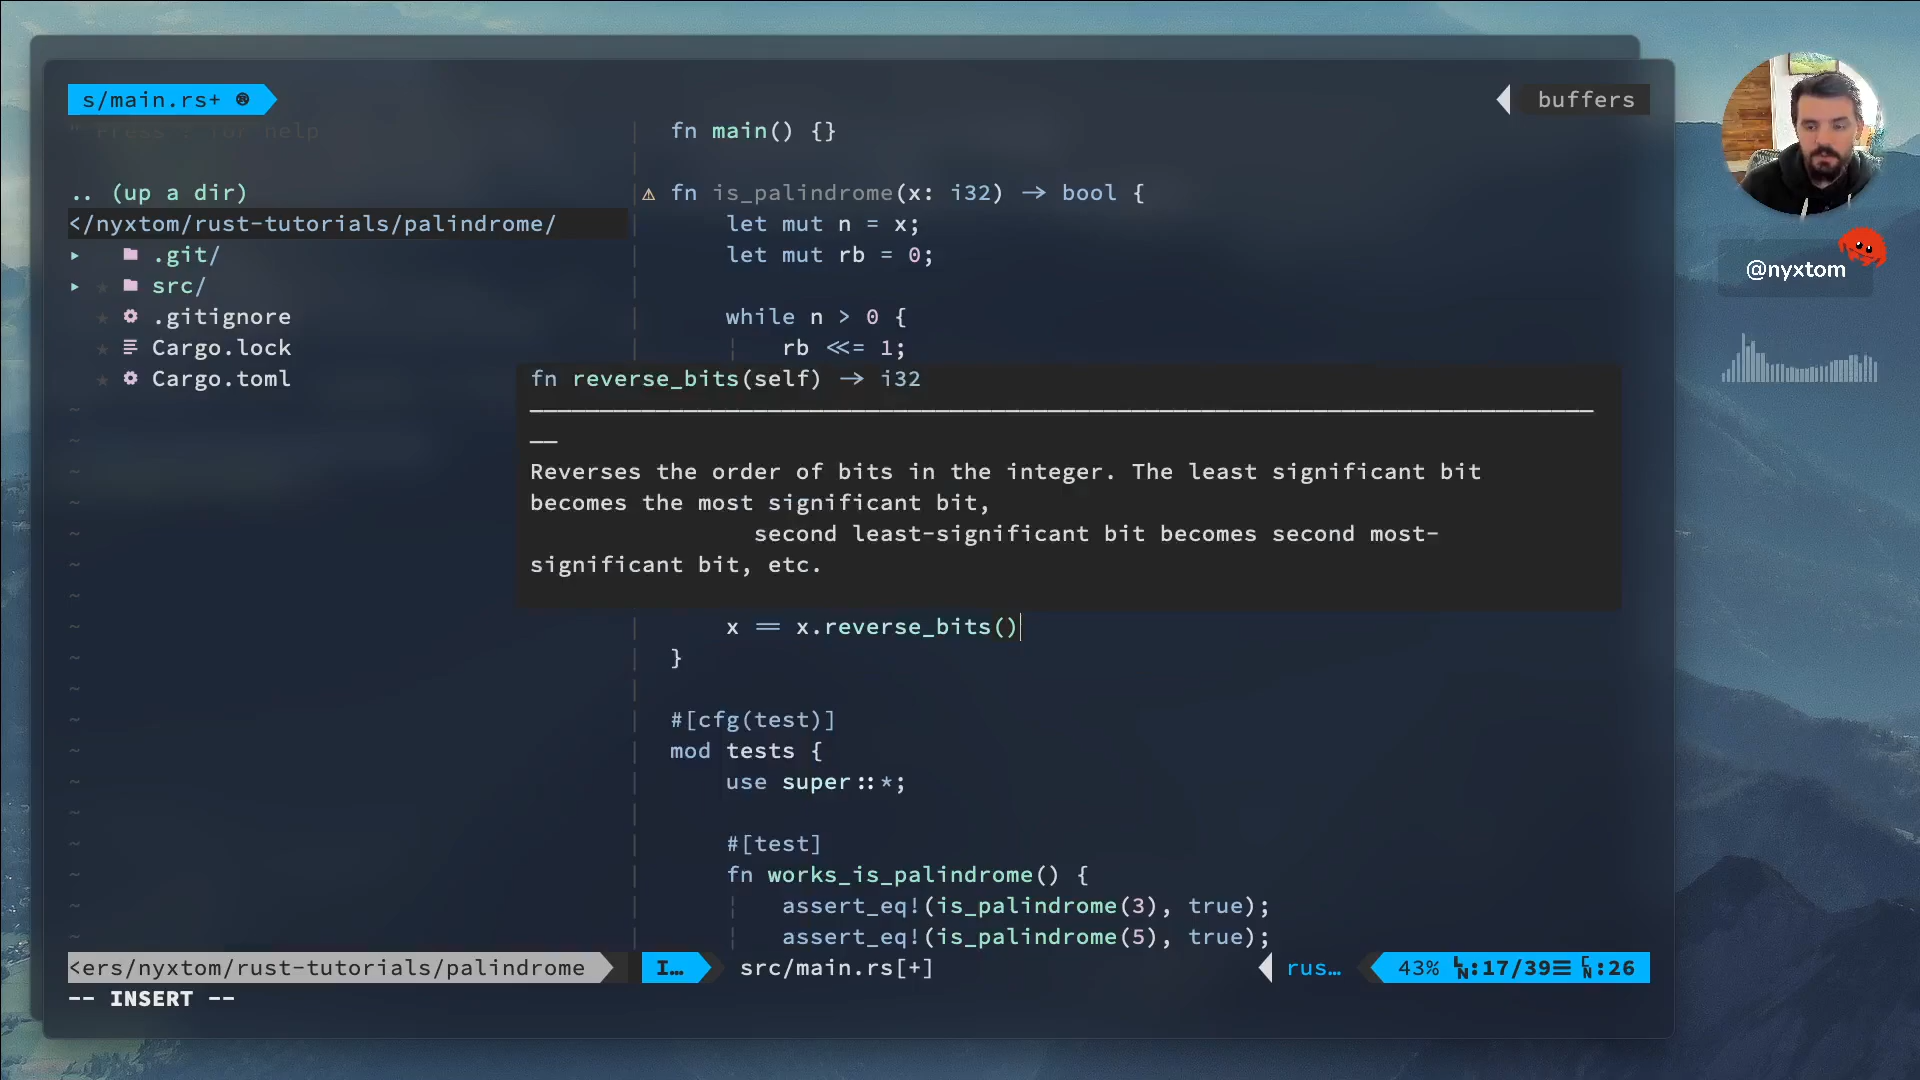 s/main.rs+
buffers
" Press ? for help
.. (up a dir)
</nyxtom/rust-tutorials/palindrome/
.git/
src/
.gitignore
Cargo.lock
Cargo.toml
fn main() {}
fn is_palindrome(x: i32) -> bool {
let mut n = x;
let mut rb = 0;
while n > 0 {
rb <<= 1;
fn reverse_bits(self) -> i32
Reverses the order of bits in the integer. The least significant bit
becomes the most significant bit,
second least-significant bit becomes second most-
significant bit, etc.
x == x.reverse_bits()
}
#[cfg(test)]
mod tests {
use super::*;
#[test]
fn works_is_palindrome() {
assert_eq!(is_palindrome(3), true);
assert_eq!(is_palindrome(5), true);
<ers/nyxtom/rust-tutorials/palindrome
I…
src/main.rs[+]
rus…
43% LN:17/39☰ CN:26
-- INSERT --
@nyxtom